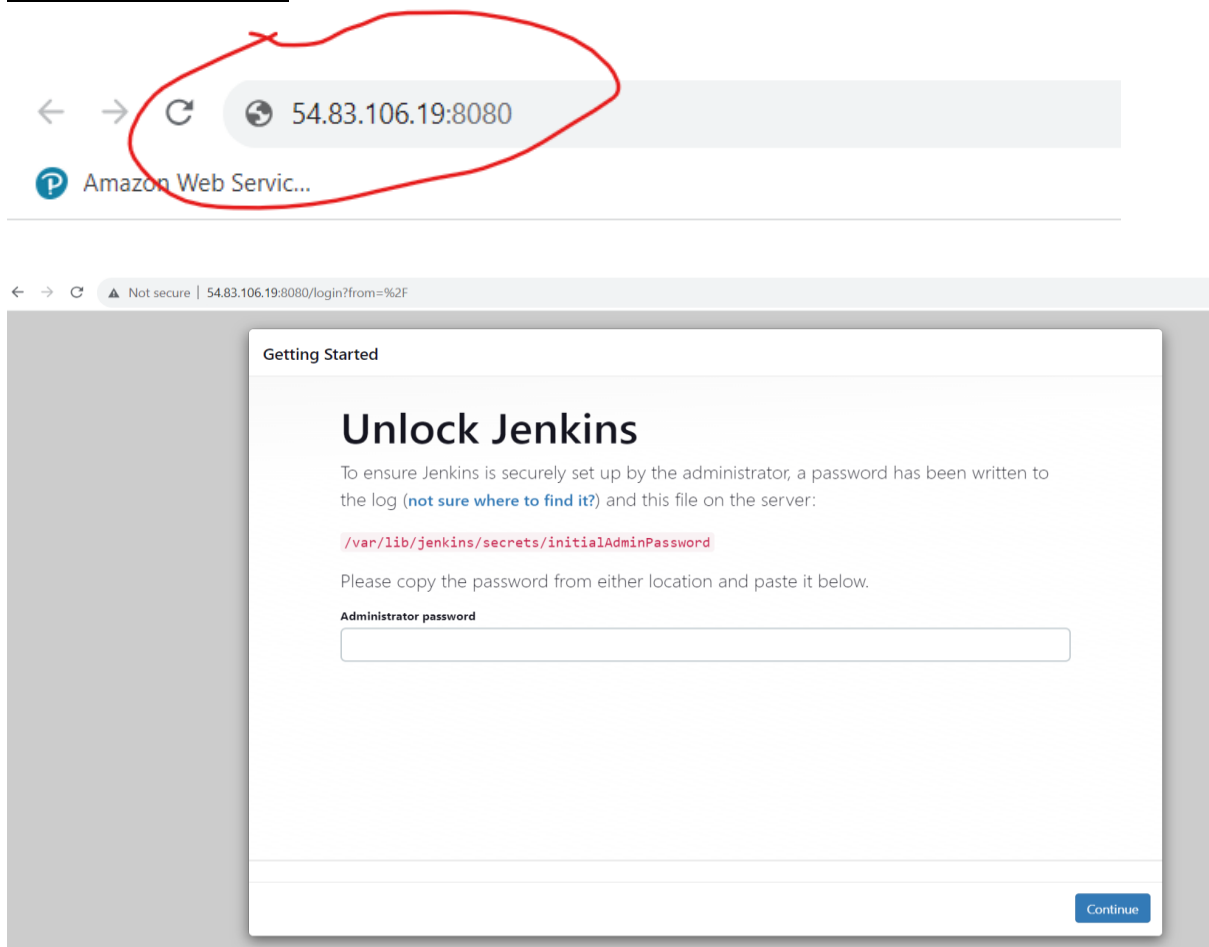 54.83.106.19:8080
Amazon Web Servic...
Not secure | 54.83.106.19:8080/login?from=%2F
Getting Started
Unlock Jenkins
To ensure Jenkins is securely set up by the administrator, a password has been written to
the log (not sure where to find it?) and this file on the server:
/var/lib/jenkins/secrets/initialAdminPassword
Please copy the password from either location and paste it below.
Administrator password
Continue